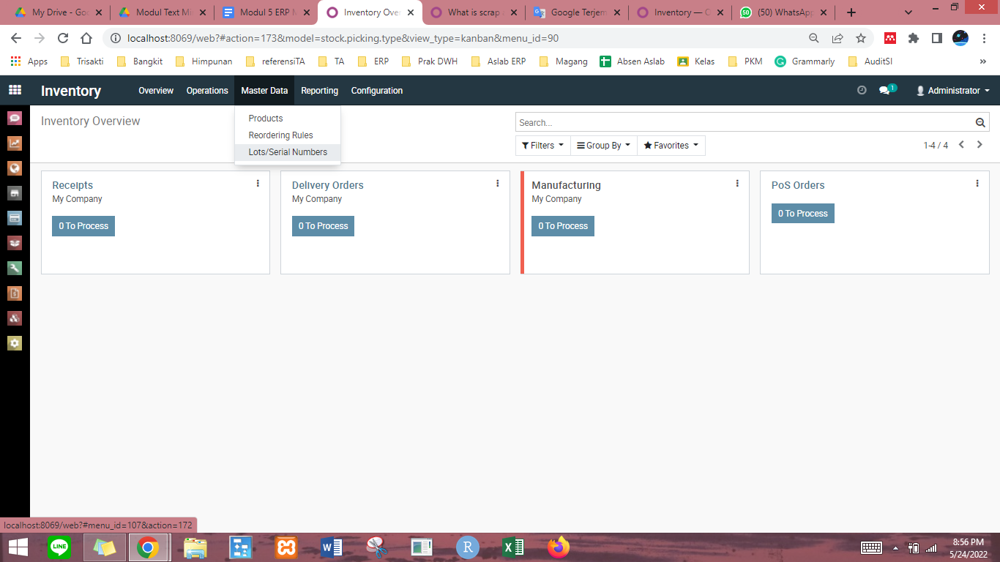 My Drive - Goo
Modul Text Mi
Modul 5 ERP M
Inventory Over
What is scrap a
Google Terjem
Inventory — O
50
(50) WhatsApp
localhost:8069/web?#action=173&model=stock.picking.type&view_type=kanban&menu_id=90
Apps
Trisakti
Bangkit
Himpunan
referensiTA
TA
ERP
Prak DWH
Aslab ERP
Magang
Absen Aslab
Kelas
PKM
Grammarly
AuditSI
»
Inventory
Overview
Operations
Master Data
Reporting
Configuration
1
Administrator
Products
Reordering Rules
Lots/Serial Numbers
Inventory Overview
Search...
Filters
Group By
Favorites
1-4 / 4
Receipts
My Company
0 To Process
Delivery Orders
My Company
0 To Process
Manufacturing
My Company
0 To Process
PoS Orders
0 To Process
localhost:8069/web?#menu_id=107&action=172
LINE
R
8:56 PM
5/24/2022